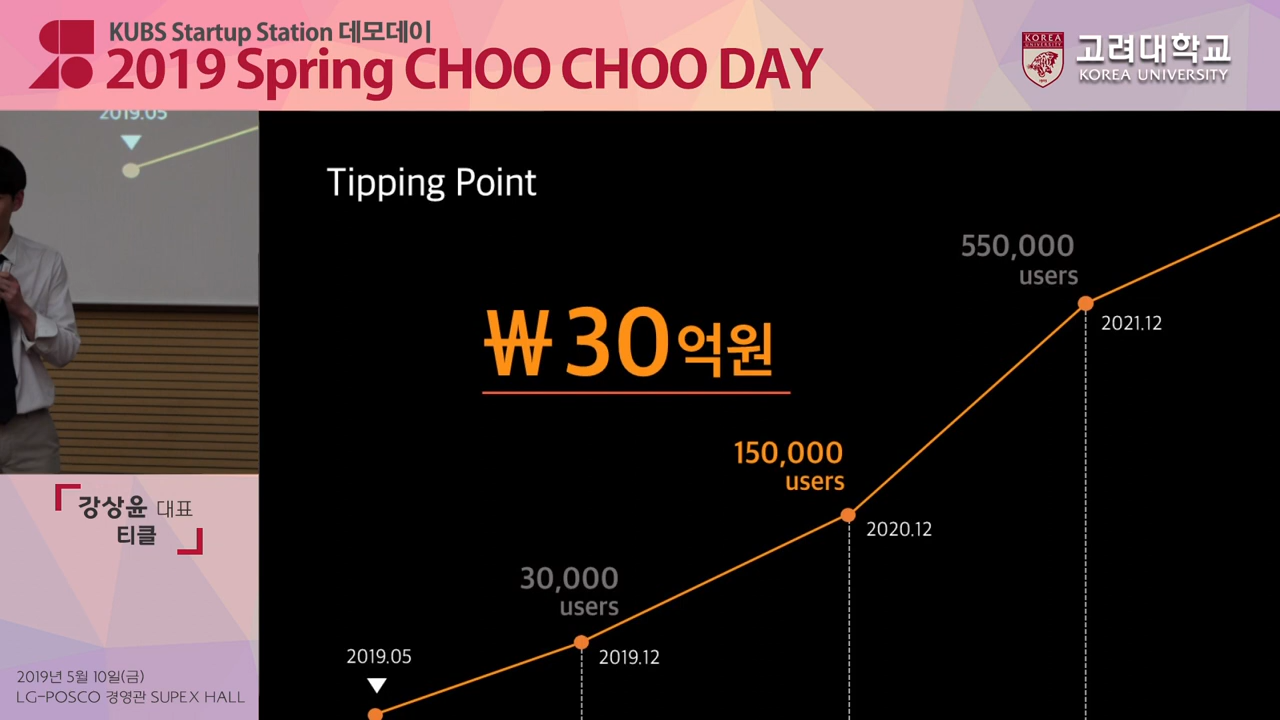 KUBS Startup Station 데모데이
2019 Spring CHOO CHOO DAY
KOREA
UNIVERSITY
고려대학교
KOREA UNIVERSITY
2019.05
Tipping Point
550,000
users
2021.12
₩30억원
150,000
users
2020.12
30,000
users
2019.12
2019.05
강상윤 대표
티클
2019년 5월 10일(금)
LG-POSCO 경영관 SUPEX HALL